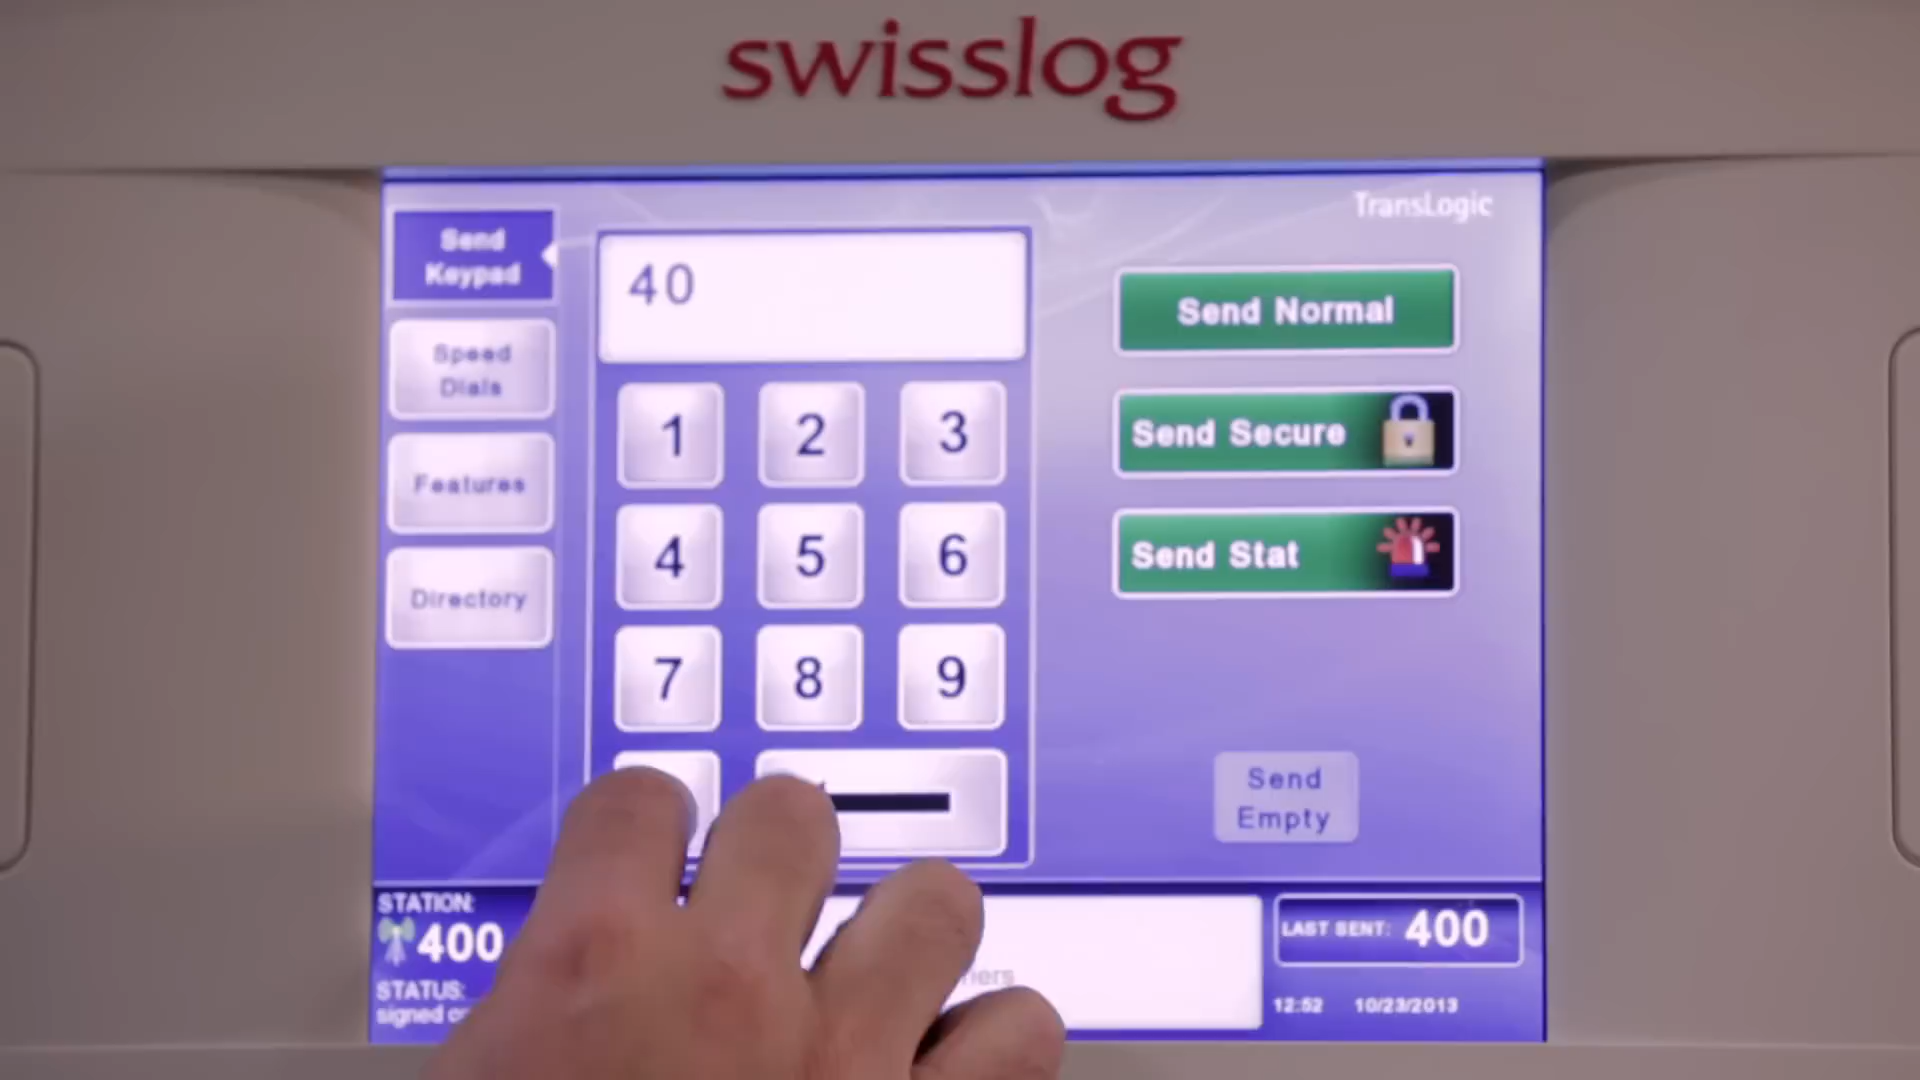 swisslog
TransLogic
Send
Keypad
40
Send Normal
Speed
Dials
1 2 3
Send Secure
Features
4 5 6
Send Stat
Directory
7 8 9
Send
Empty
STATION:
400
LAST SENT: 400
STATUS:
signed
12:52 10/23/2013